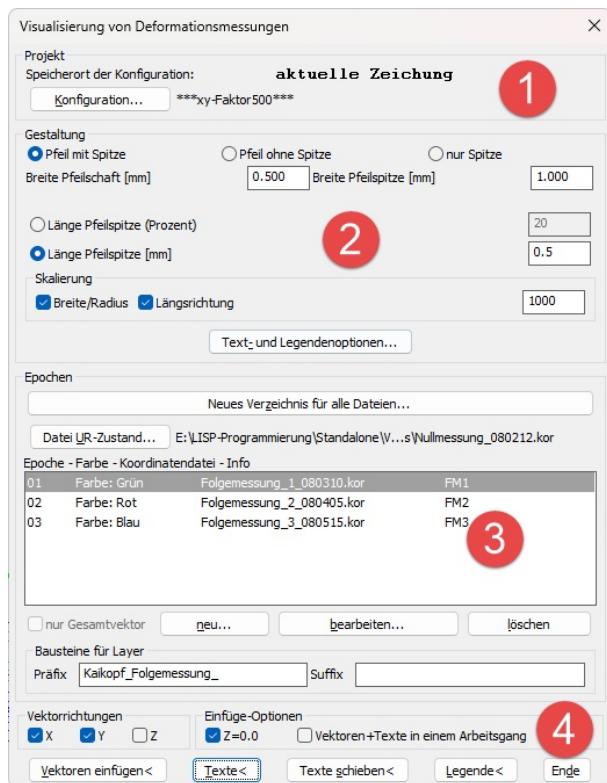 Visualisierung von Deformationsmessungen
Projekt
Speicherort der Konfiguration: aktuelle Zeichung
Konfiguration... ***xy-Faktor500***
1
Gestaltung
Pfeil mit Spitze Pfeil ohne Spitze nur Spitze
Breite Pfeilschaft [mm] 0.500 Breite Pfeilspitze [mm] 1.000
Länge Pfeilspitze (Prozent) 20
2
Länge Pfeilspitze [mm] 0.5
Skalierung
Breite/Radius Längsrichtung 1000
Text- und Legendenoptionen...
Epochen
Neues Verzeichnis für alle Dateien...
Datei UR-Zustand... E:\LISP-Programmierung\Standalone\V...s\Nullmessung_080212.kor
Epoche - Farbe - Koordinatendatei - Info
01 Farbe: Grün Folgemessung_1_080310.kor FM1
02 Farbe: Rot Folgemessung_2_080405.kor FM2
03 Farbe: Blau Folgemessung_3_080515.kor FM3
3
nur Gesamtvektor neu... bearbeiten... löschen
Bausteine für Layer
Präfix Kaikopf_Folgemessung_ Suffix
Vektorrichtungen Einfüge-Optionen
X Y Z Z=0.0 Vektoren+Texte in einem Arbeitsgang
4
Vektoren einfügen< Texte< Texte schieben< Legende< Ende